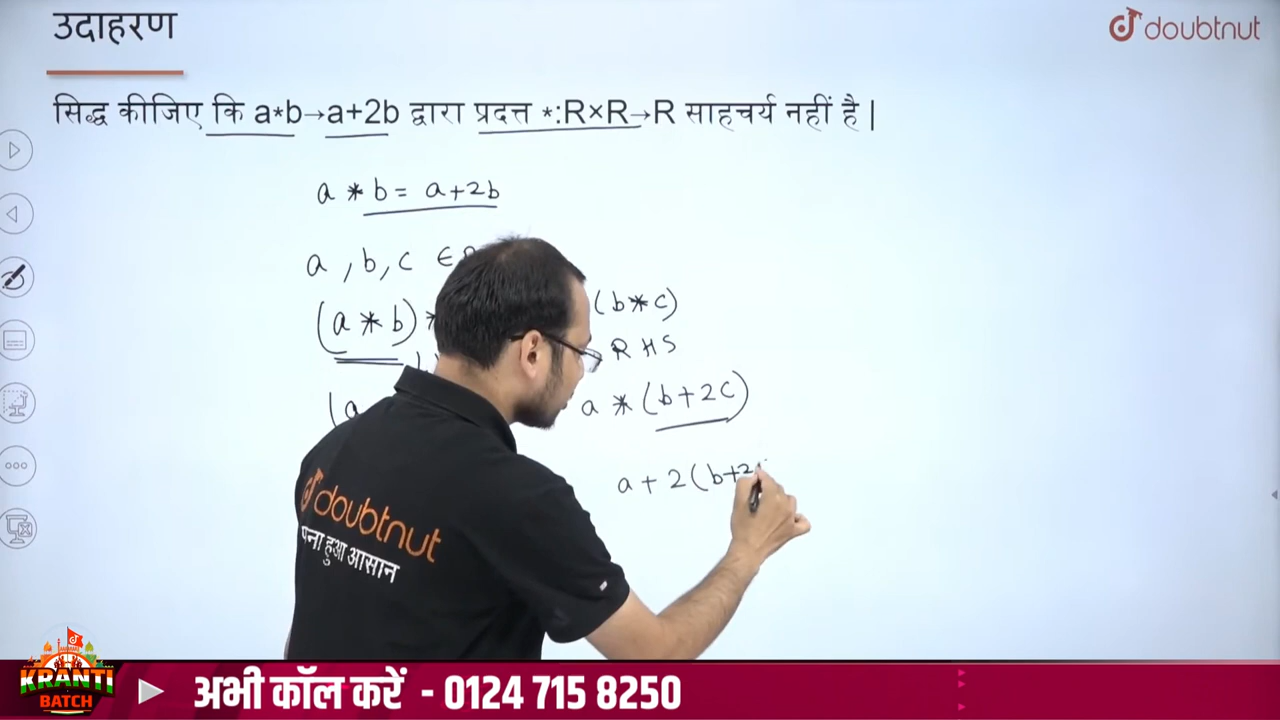 उदाहरण
doubtnut
सिद्ध कीजिए कि a*b→a+2b द्वारा प्रदत्त *:R×R→R साहचर्य नहीं है |
a * b = a+2b
a , b, c ∈
(a * b) * (b * c)
RHS
(a a * (b+2c)
a + 2(b+2
doubtnut
पढ़ना हुआ आसान
KRANTI
BATCH
अभी कॉल करें - 0124 715 8250